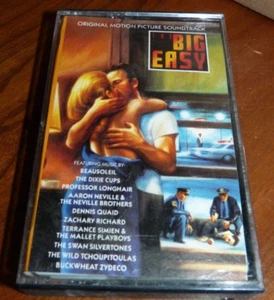 ORIGINAL MOTION PICTURE SOUNDTRACK
BIG
EASY
FEATURING MUSIC BY
BEAUSOLEIL
THE DIXIE CUPS
PROFESSOR LONGHAIR
AARON NEVILLE &
THE NEVILLE BROTHERS
DENNIS QUAID
ZACHARY RICHARD
TERRANCE SIMIEN &
THE MALLET PLAYBOYS
THE SWAN SILVERTONES
THE WILD TCHOUPITOULAS
BUCKWHEAT ZYDECO